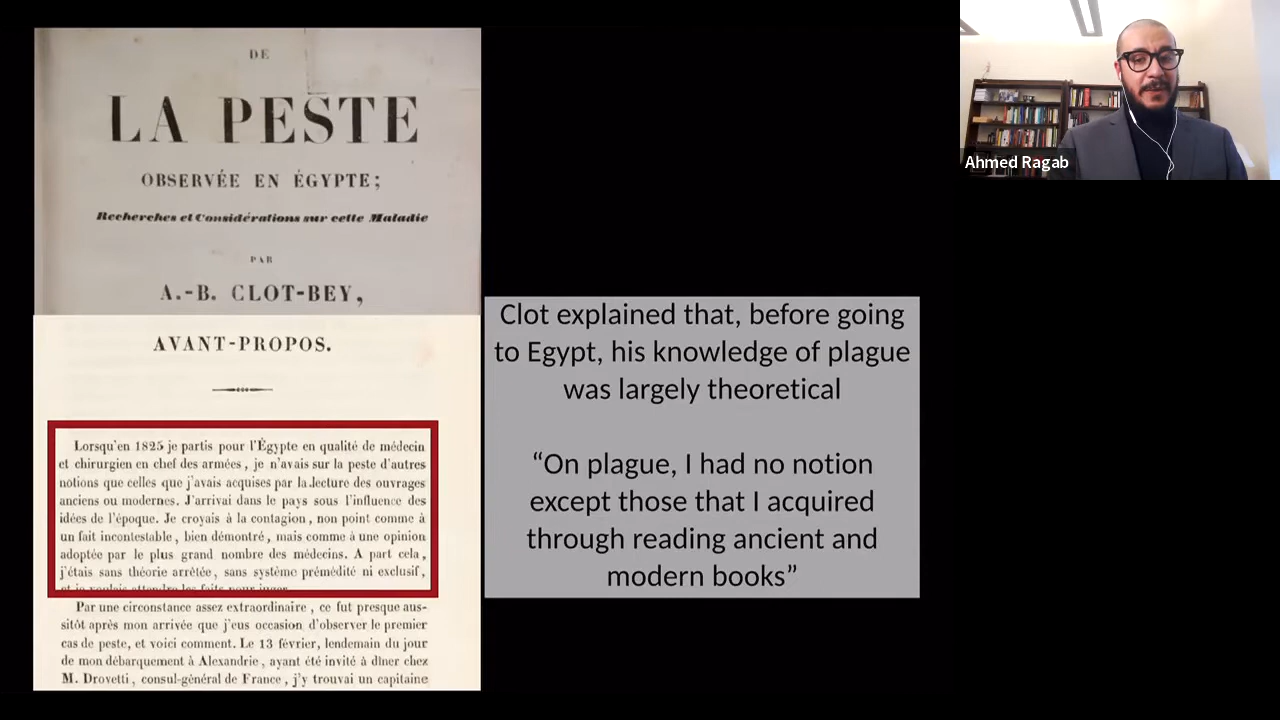 DE
LA PESTE
OBSERVÉE EN ÉGYPTE;
Recherches et Considérations sur cette Maladie
PAR
A.-B. CLOT-BEY,
AVANT-PROPOS.
Lorsqu'en 1825 je partis pour l'Égypte en qualité de médecin
et chirurgien en chef des armées, je n'avais sur la peste d'autres
notions que celles que j'avais acquises par la lecture des ouvrages
anciens ou modernes. J'arrivai dans le pays sous l'influence des
idées de l'époque. Je croyais à la contagion, non point comme à
un fait incontestable, bien démontré, mais comme à une opinion
adoptée par le plus grand nombre des médecins. A part cela,
j'étais sans théorie arrêtée, sans système prémédité ni exclusif,
et je voulais attendre les faits pour juger.
Par une circonstance assez extraordinaire, ce fut presque aus-
sitôt après mon arrivée que j'eus occasion d'observer le premier
cas de peste, et voici comment. Le 13 février, lendemain du jour
de mon débarquement à Alexandrie, ayant été invité à dîner chez
M. Drovetti, consul-général de France, j'y trouvai un capitaine
Clot explained that, before going
to Egypt, his knowledge of plague
was largely theoretical
“On plague, I had no notion
except those that I acquired
through reading ancient and
modern books”
Ahmed Ragab